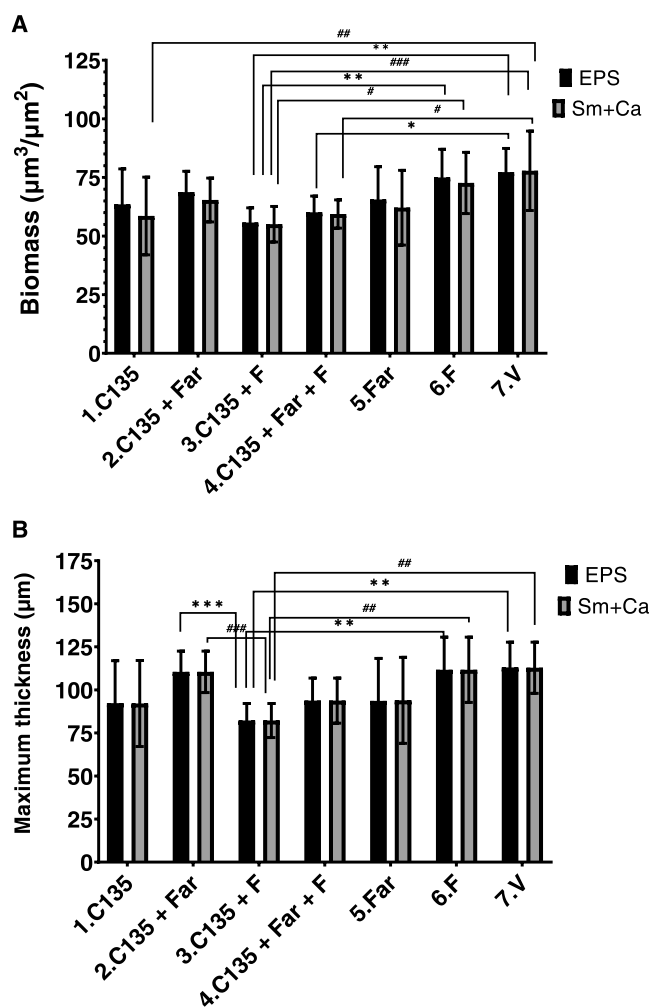 A
##
**
###
**
#
#
*
EPS
Sm+Ca
Biomass (µm³/µm²)
125
100
75
50
25
0
1.C135
2.C135 + Far
3.C135 + F
4.C135 + Far + F
5.Far
6.F
7.V
B
##
**
***
##
###
**
EPS
Sm+Ca
Maximum thickness (µm)
175
150
125
100
75
50
25
0
1.C135
2.C135 + Far
3.C135 + F
4.C135 + Far + F
5.Far
6.F
7.V